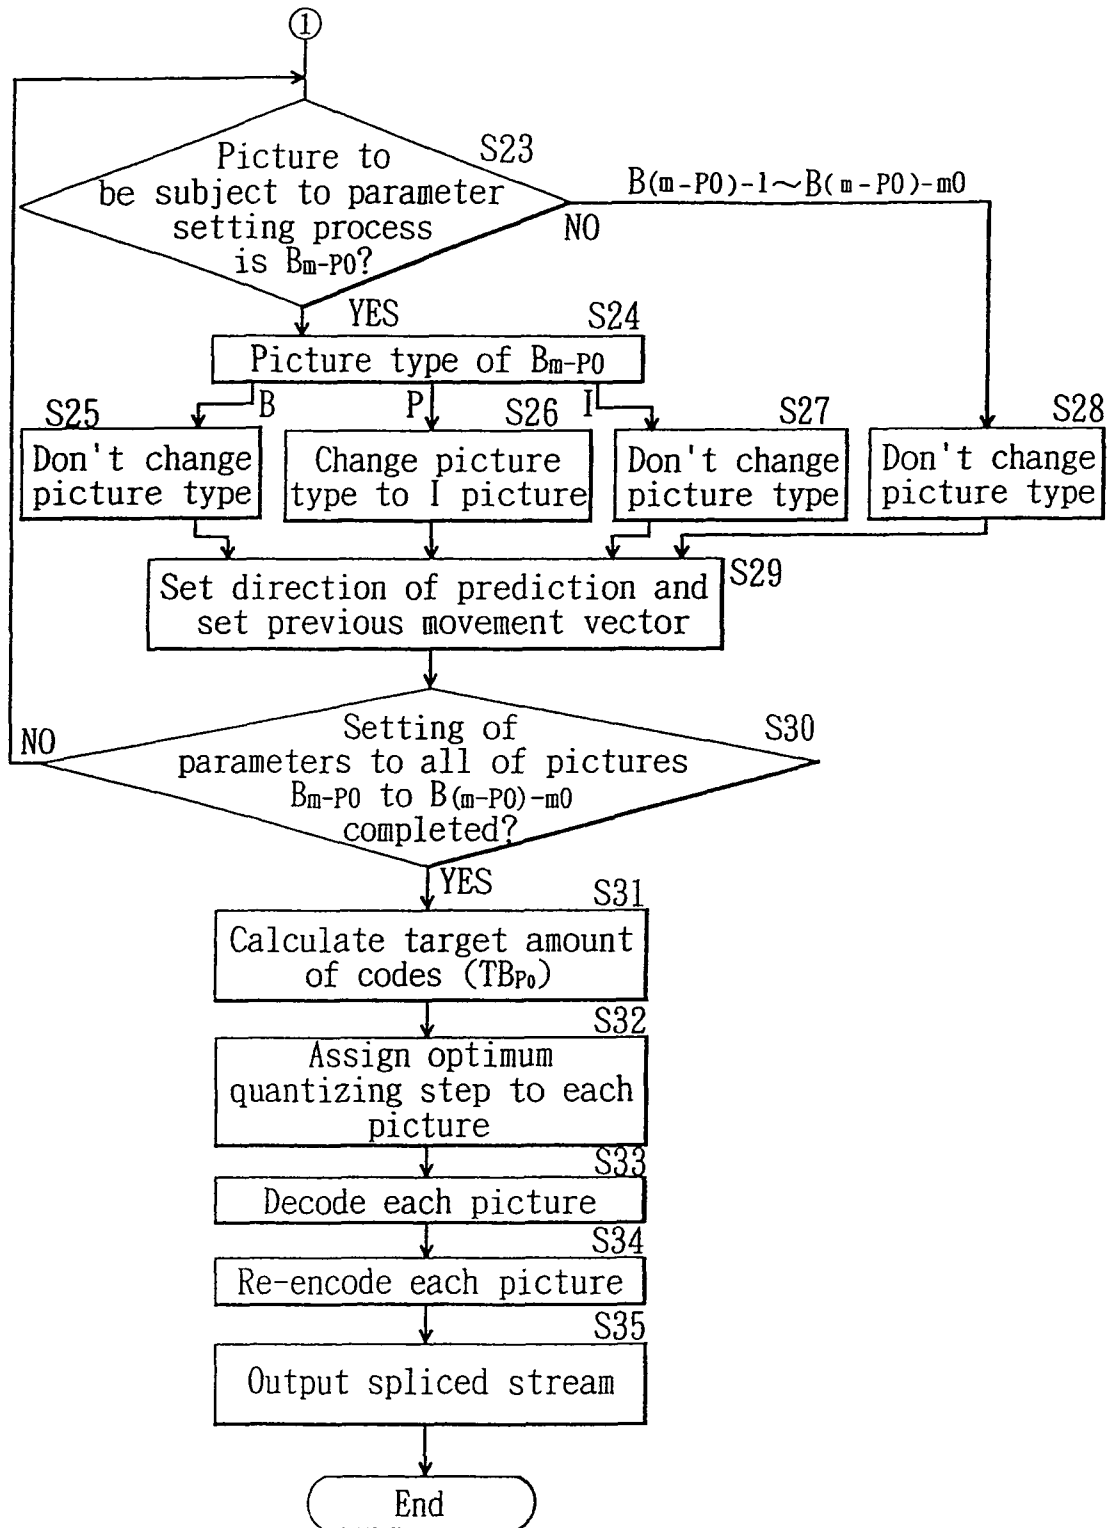 ①
S23
Picture to
be subject to parameter
setting process
is Bm-P0?
B(m-P0)-1~B(m-P0)-m0
NO
YES
S24
Picture type of Bm-P0
B
P
I
S25
S26
S27
S28
Don't change
picture type
Change picture
type to I picture
Don't change
picture type
Don't change
picture type
S29
Set direction of prediction and
set previous movement vector
NO
S30
Setting of
parameters to all of pictures
Bm-P0 to B(m-P0)-m0
completed?
YES
S31
Calculate target amount
of codes (TBP0)
S32
Assign optimum
quantizing step to each
picture
S33
Decode each picture
S34
Re-encode each picture
S35
Output spliced stream
End